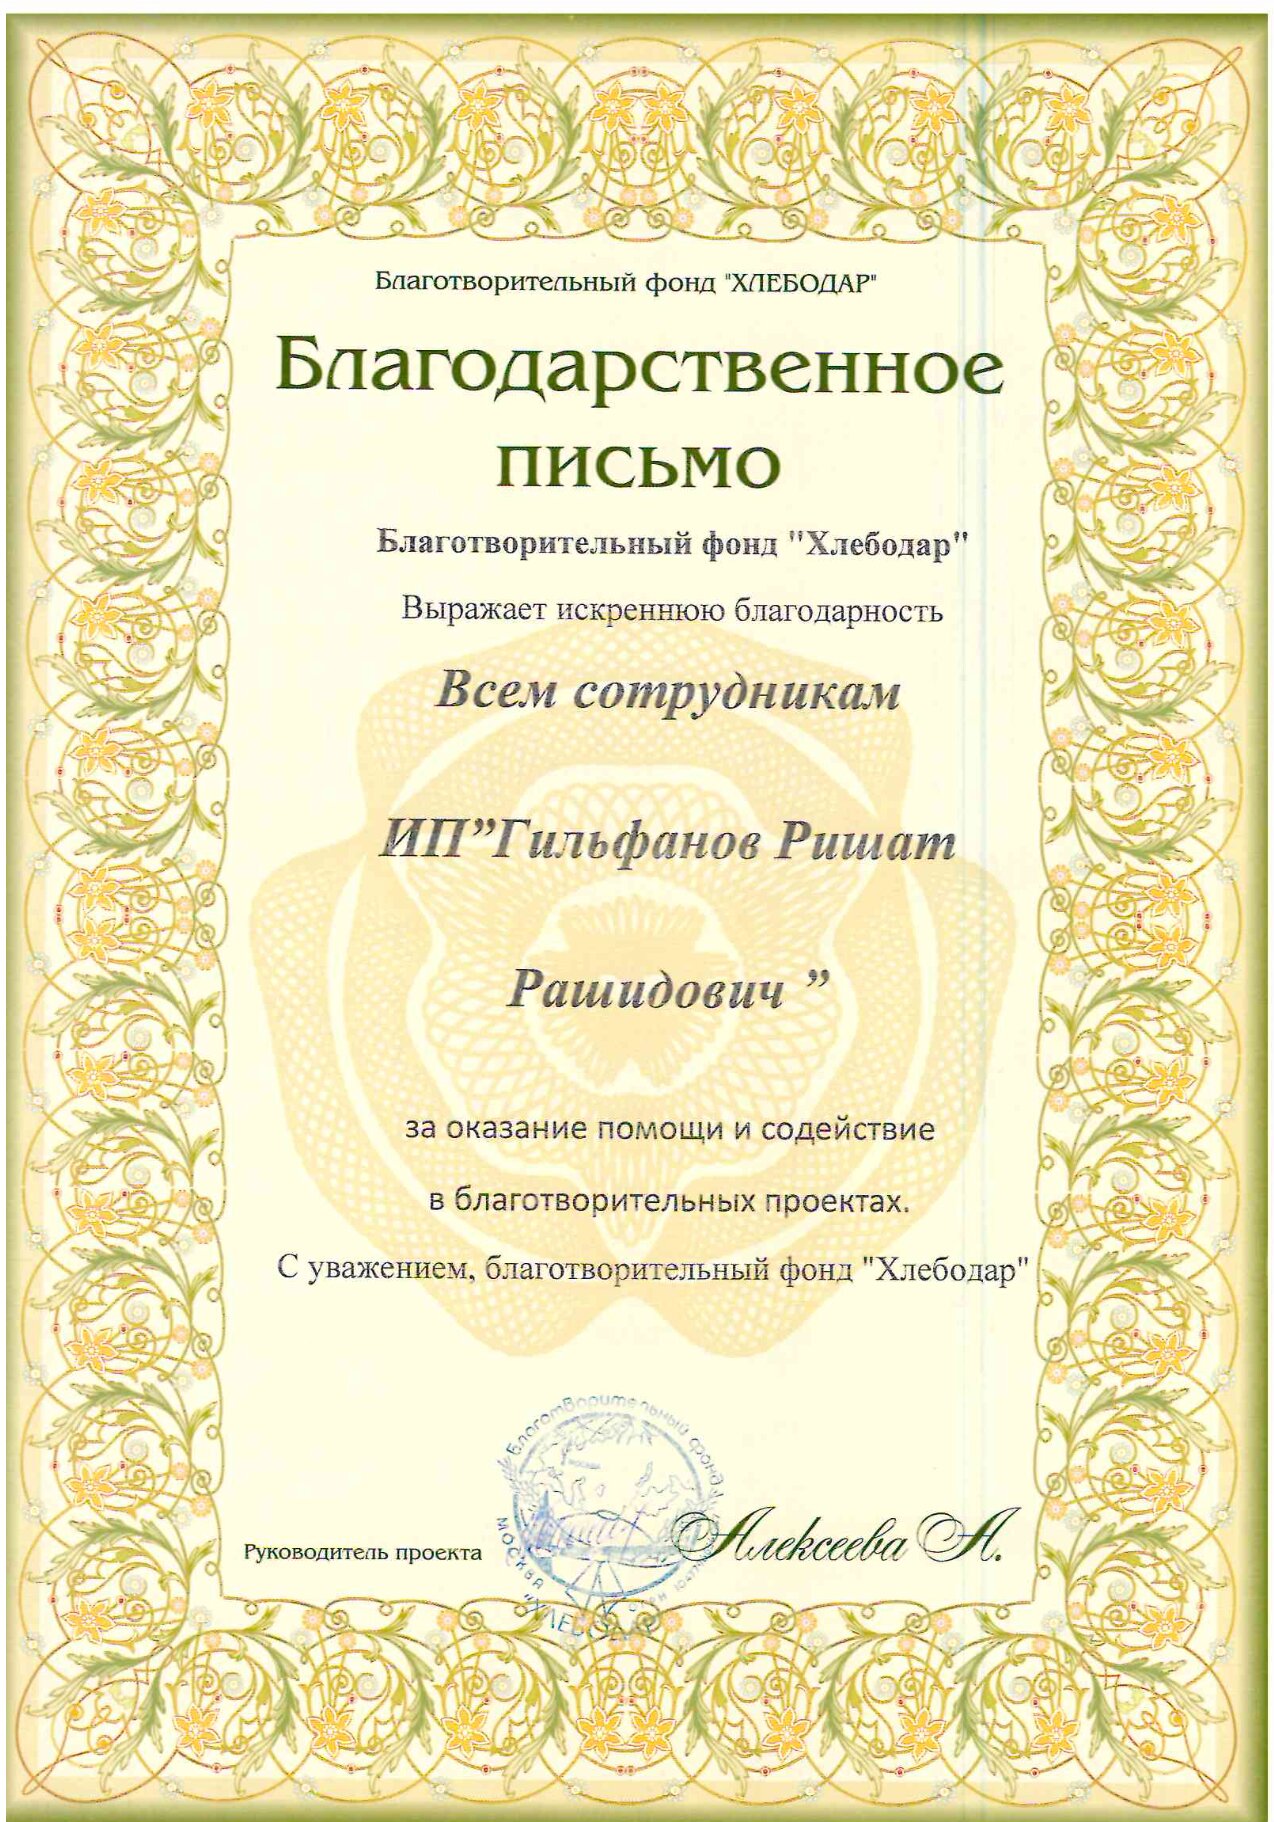 Благотворительный фонд "ХЛЕБОДАР"
Благодарственное
письмо
Благотворительный фонд "Хлебодар"
Выражает искреннюю благодарность
Всем сотрудникам
ИП”Гильфанов Ришат
Рашидович ”
за оказание помощи и содействие
в благотворительных проектах.
С уважением, благотворительный фонд "Хлебодар"
Благотворительный фонд
МОСКВА
Руководитель проекта
Алексеева А.